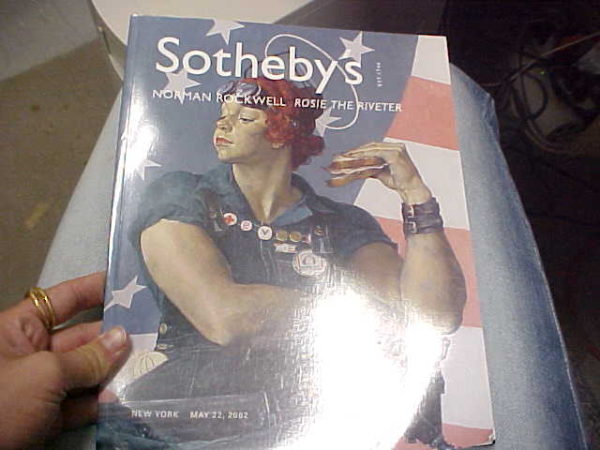 Sotheby's
NORMAN ROCKWELL ROSIE THE RIVETER
NEW YORK MAY 22, 2002